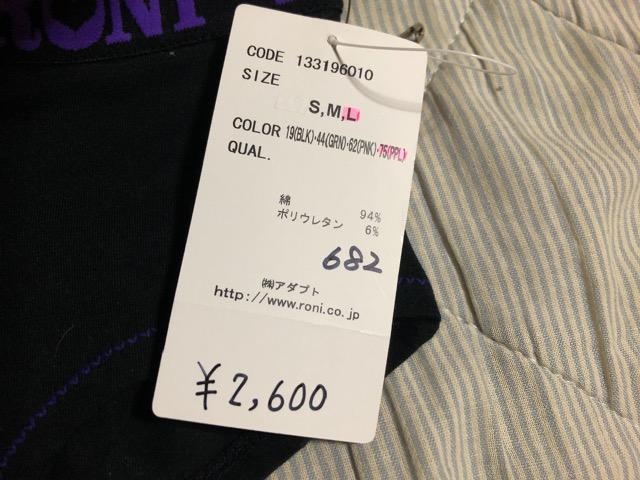 RONI
CODE 133196010
SIZE
S,M,L
COLOR 19(BLK)・44(GRN)・62(PNK)・75(PPL)
QUAL.
綿 94%
ポリウレタン 6%
682
㈱アダプト
http://www.roni.co.jp
¥2,600